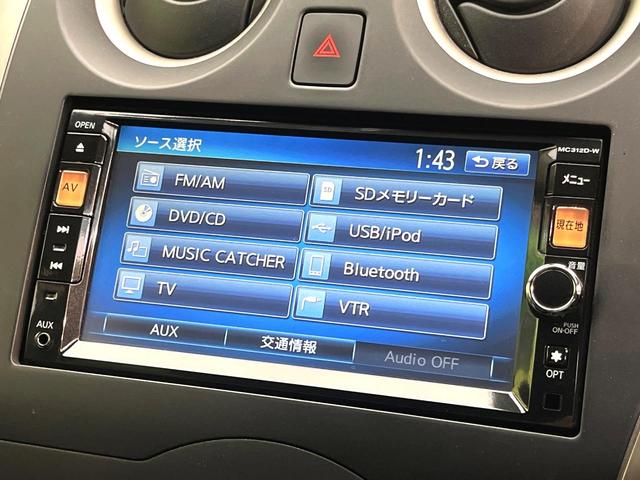 OPEN
MC312D-W
ソース選択
1:43
戻る
メニュー
AV
FM/AM
SDメモリーカード
現在地
DVD/CD
USB/iPod
MUSIC CATCHER
Bluetooth
音量
TV
VTR
PUSH
ON·OFF
AUX
AUX
交通情報
Audio OFF
OPT
SD